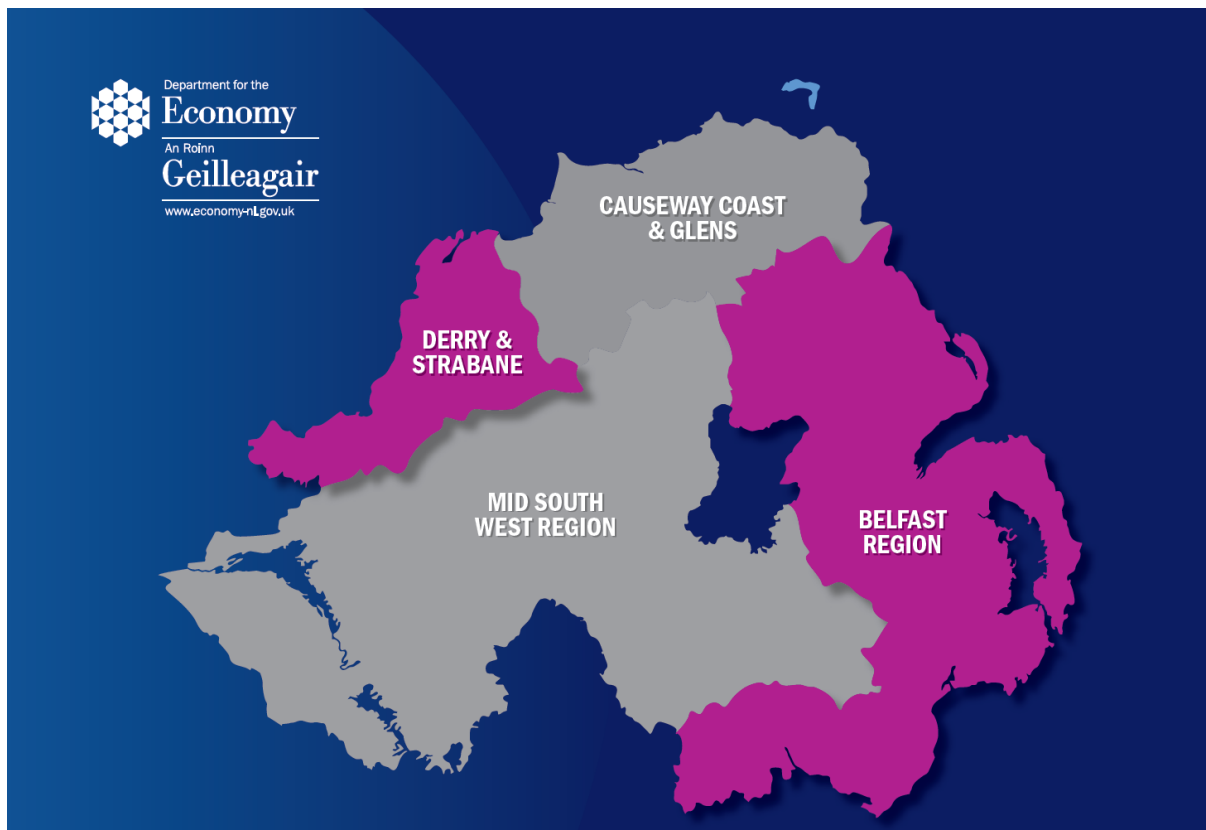 Department for the
Economy
An Roinn
Geilleagair
www.economy-ni.gov.uk
CAUSEWAY COAST
& GLENS
DERRY &
STRABANE
MID SOUTH
WEST REGION
BELFAST
REGION